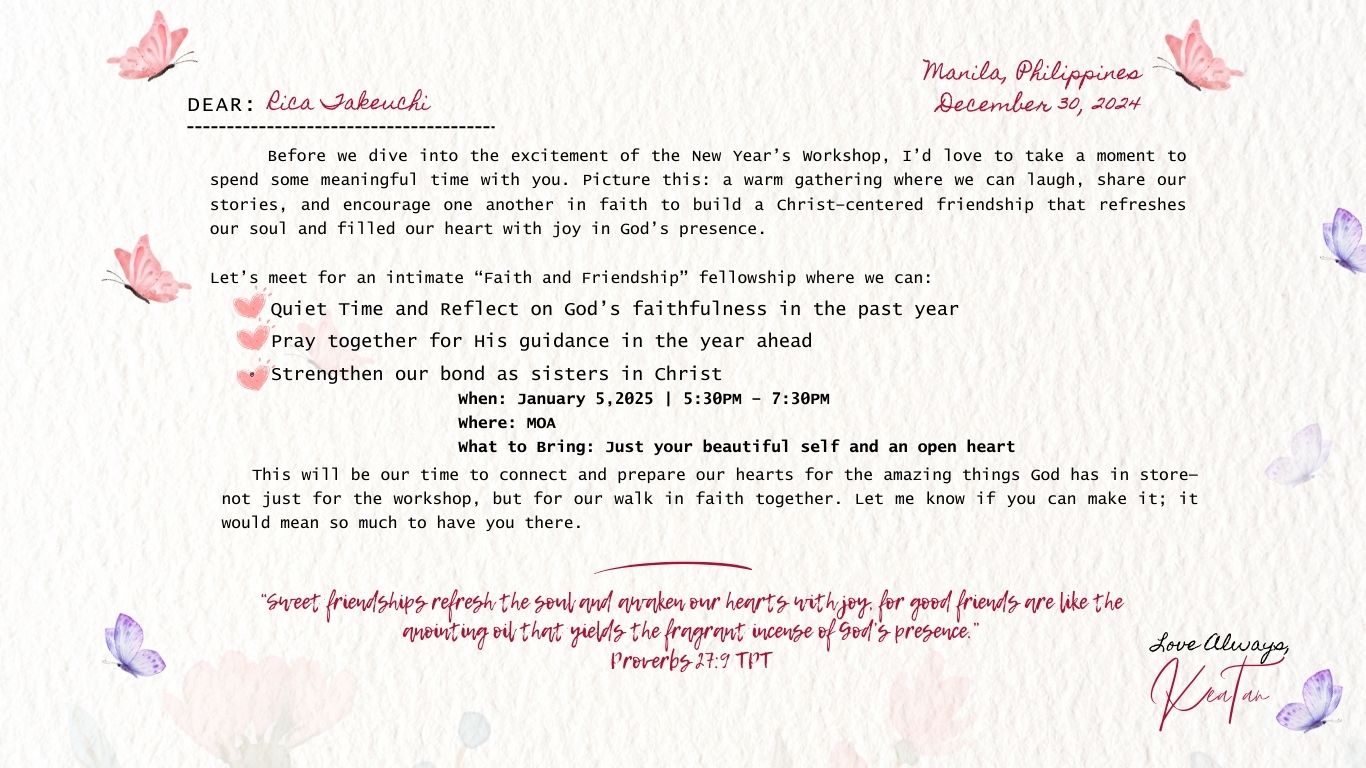 Manila, Philippines
December 30, 2024
DEAR: Rica Takeuchi
Before we dive into the excitement of the New Year’s Workshop, I’d love to take a moment to
spend some meaningful time with you. Picture this: a warm gathering where we can laugh, share our
stories, and encourage one another in faith to build a Christ–centered friendship that refreshes
our soul and filled our heart with joy in God’s presence.
Let’s meet for an intimate “Faith and Friendship” fellowship where we can:
Quiet Time and Reflect on God’s faithfulness in the past year
Pray together for His guidance in the year ahead
Strengthen our bond as sisters in Christ
When: January 5,2025 | 5:30PM – 7:30PM
Where: MOA
What to Bring: Just your beautiful self and an open heart
This will be our time to connect and prepare our hearts for the amazing things God has in store—
not just for the workshop, but for our walk in faith together. Let me know if you can make it; it
would mean so much to have you there.
“Sweet friendships refresh the soul and awaken our hearts with joy, for good friends are like the
anointing oil that yields the fragrant incense of God’s presence.”
Proverbs 27:9 TPT
Love Always,
Kea Tan